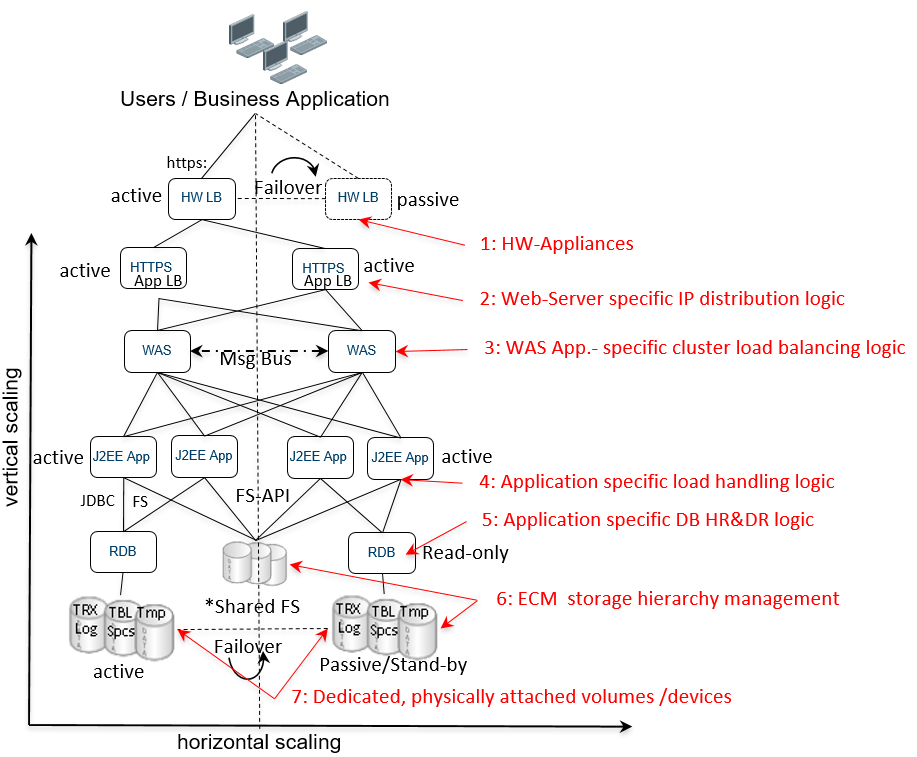 Users / Business Application
https:
active
HW LB
Failover
HW LB
passive
1: HW-Appliances
active
HTTPS
App LB
HTTPS
App LB
active
2: Web-Server specific IP distribution logic
WAS
Msg Bus
WAS
3: WAS App.- specific cluster load balancing logic
vertical scaling
active
J2EE App
J2EE App
J2EE App
J2EE App
active
4: Application specific load handling logic
JDBC
FS
FS-API
5: Application specific DB HR&DR logic
RDB
RDB
Read-only
DATA
*Shared FS
6: ECM  storage hierarchy management
TRX
Log
TBL
Spcs
Tmp
DATA
TRX
Log
TBL
Spcs
Tmp
DATA
active
Failover
Passive/Stand-by
7: Dedicated, physically attached volumes /devices
horizontal scaling